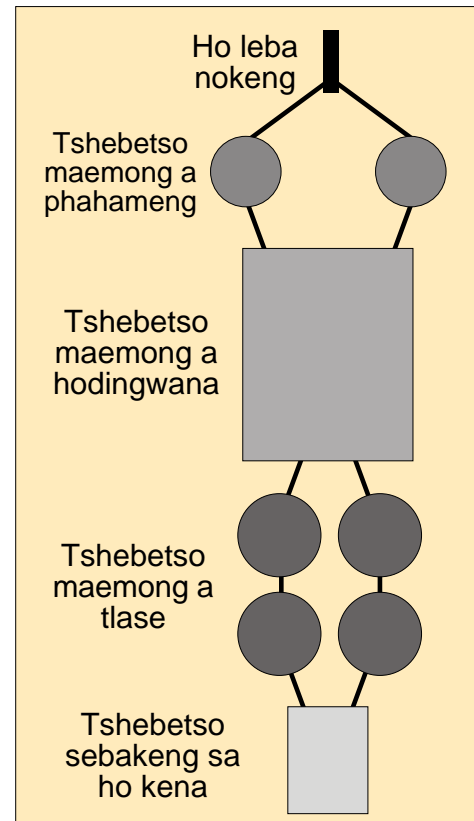 Ho leba
nokeng
Tshebetso
maemong a
phahameng
Tshebetso
maemong a
hodingwana
Tshebetso
maemong a
tlase
Tshebetso
sebakeng sa
ho kena